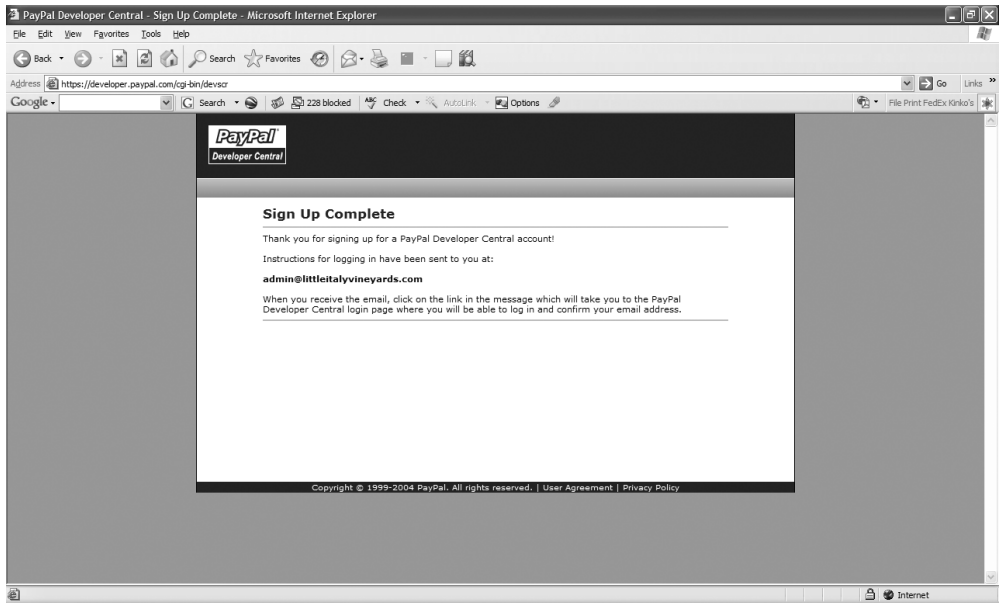 PayPal Developer Central - Sign Up Complete - Microsoft Internet Explorer
File Edit View Favorites Tools Help
Back Search Favorites
Address https://developer.paypal.com/cgi-bin/devscr Go Links »
Google Search 228 blocked ABC Check AutoLink Options File Print FedEx Kinko's
PayPal
Developer Central
Sign Up Complete
Thank you for signing up for a PayPal Developer Central account!
Instructions for logging in have been sent to you at:
admin@littleitalyvineyards.com
When you receive the email, click on the link in the message which will take you to the PayPal
Developer Central login page where you will be able to log in and confirm your email address.
Copyright © 1999-2004 PayPal. All rights reserved. | User Agreement | Privacy Policy
Internet